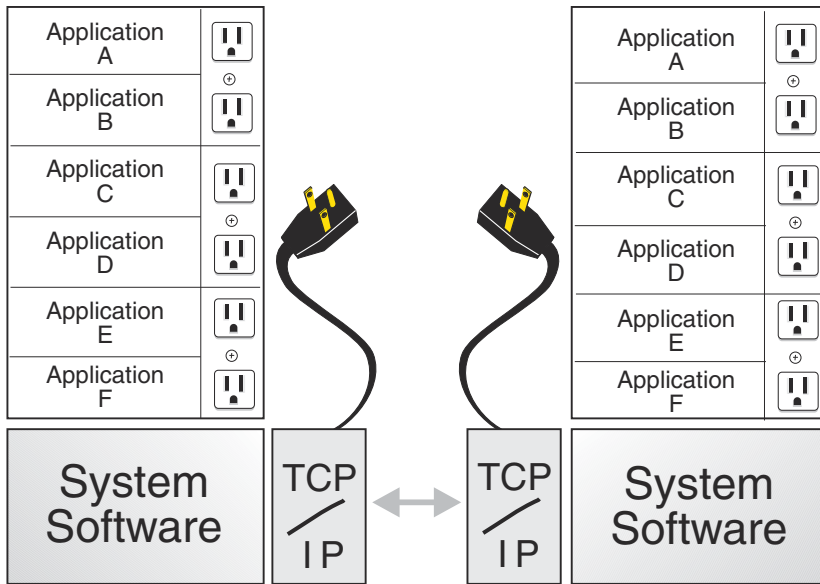 Application
A
Application
B
Application
C
Application
D
Application
E
Application
F
System
Software
TCP
/
IP
TCP
/
IP
Application
A
Application
B
Application
C
Application
D
Application
E
Application
F
System
Software